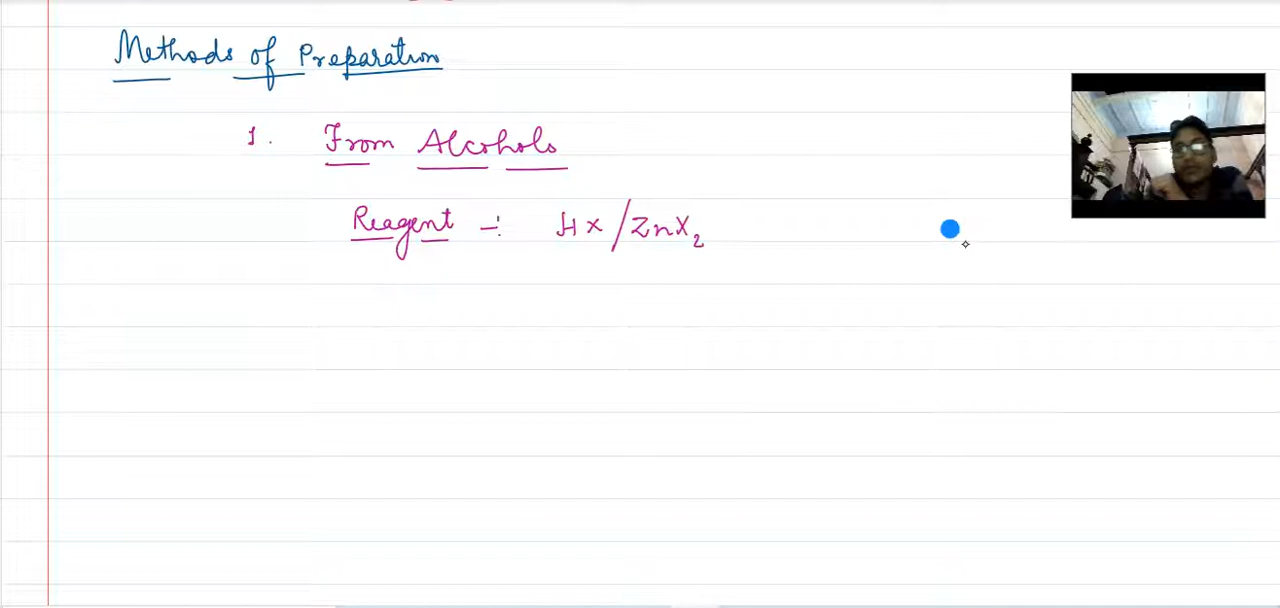 Methods of Preparation
1. From Alcohols
Reagent -: HX/ZnX₂